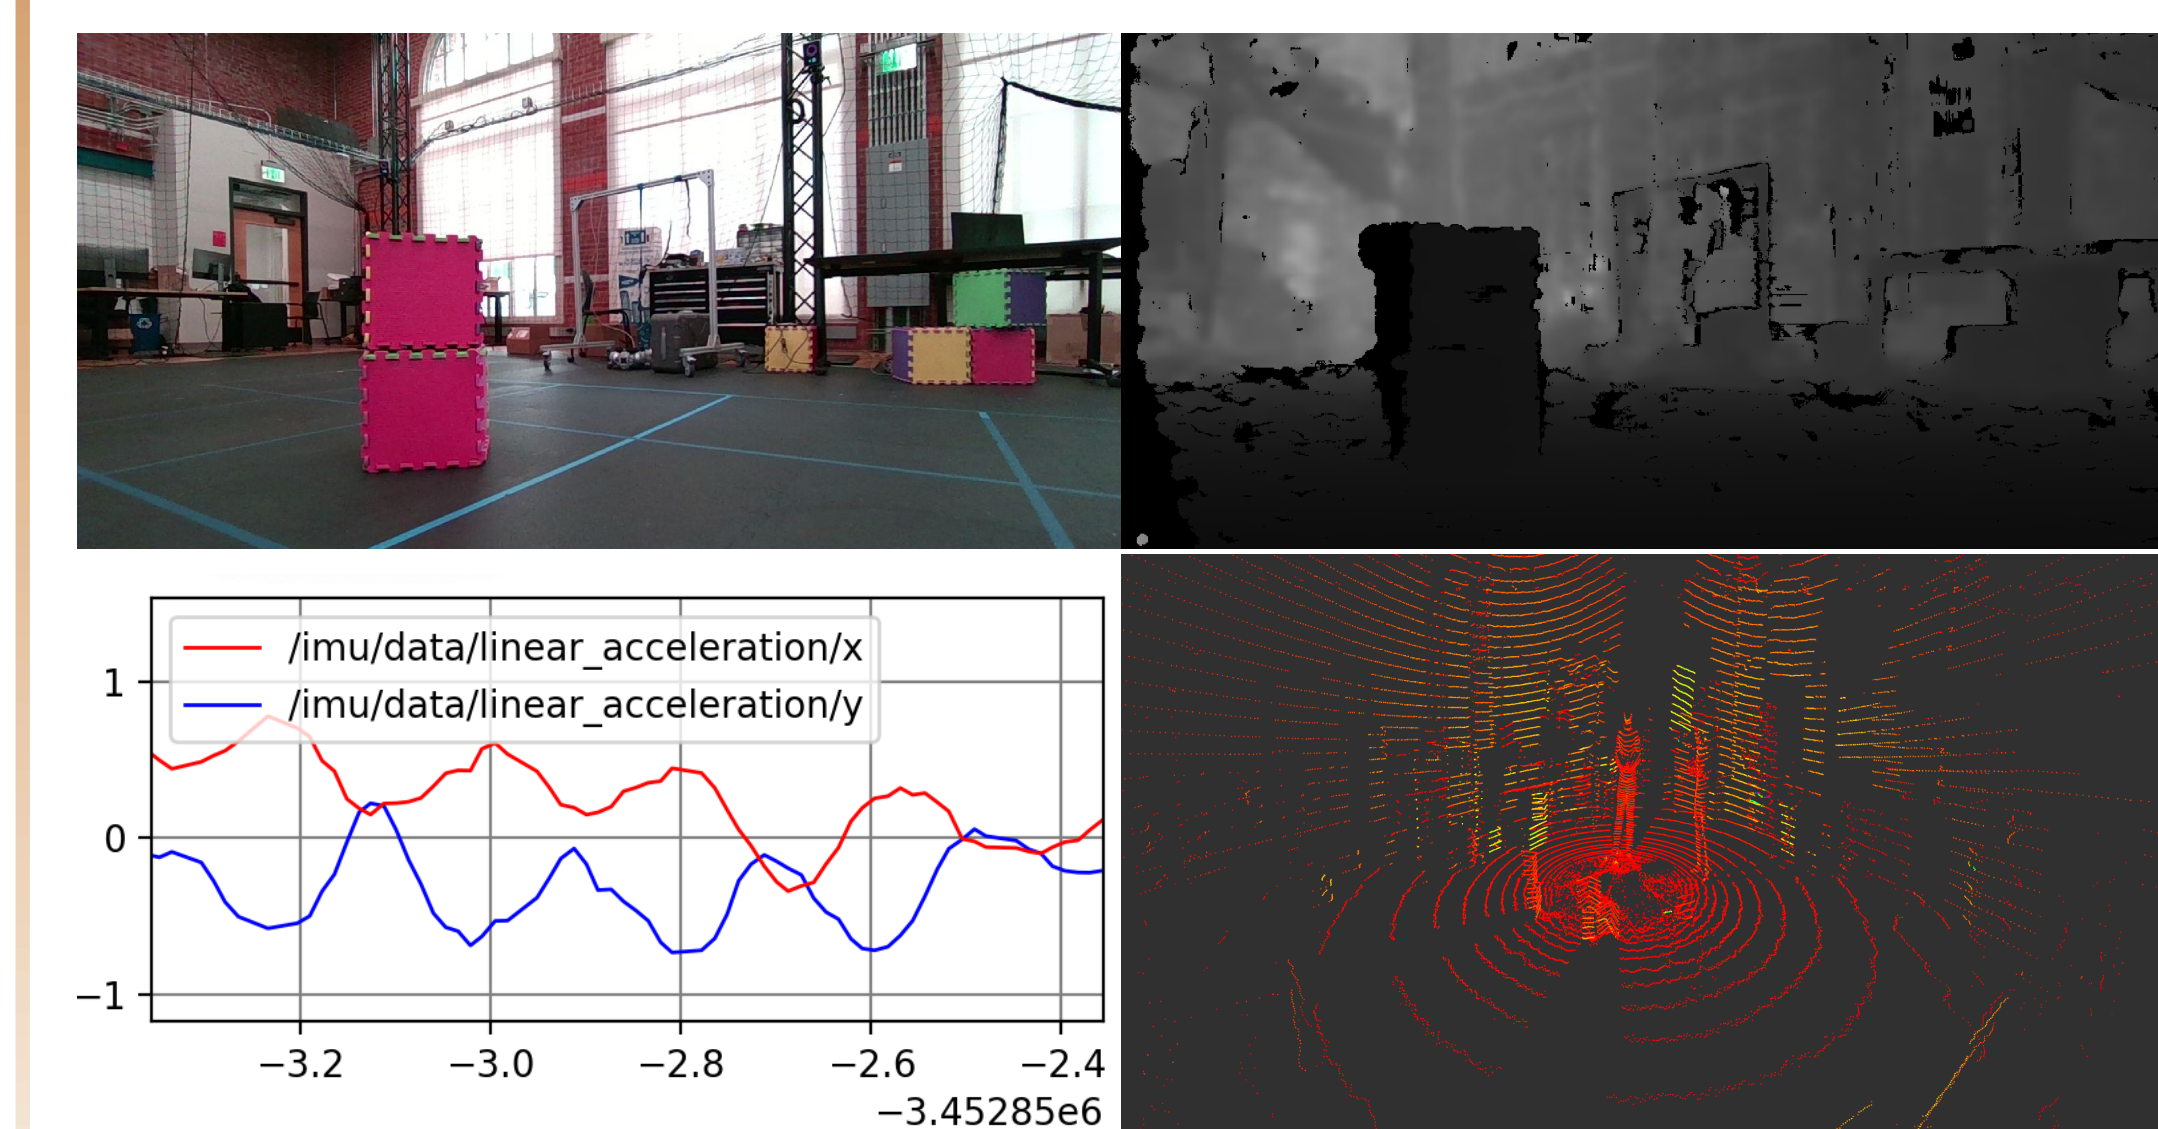 EXIT
/imu/data/linear_acceleration/x
/imu/data/linear_acceleration/y
1
0
−1
−3.2
−3.0
−2.8
−2.6
−2.4
−3.45285e6